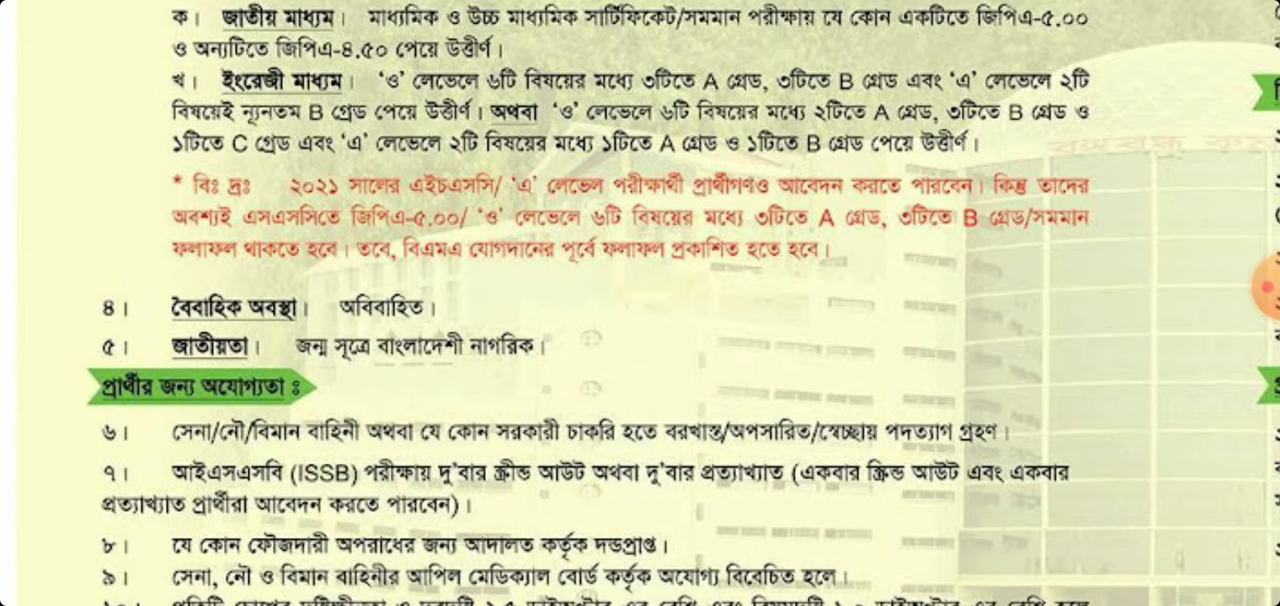 ক। জাতীয় মাধ্যম। মাধ্যমিক ও উচ্চ মাধ্যমিক সার্টিফিকেট/সমমান পরীক্ষায় যে কোন একটিতে জিপিএ-৫.০০
ও অন্যটিতে জিপিএ-৪.৫০ পেয়ে উত্তীর্ণ।
খ। ইংরেজী মাধ্যম। ‘ও’ লেভেলে ৬টি বিষয়ের মধ্যে ৩টিতে A গ্রেড, ৩টিতে B গ্রেড এবং ‘এ’ লেভেলে ২টি
বিষয়েই ন্যূনতম B গ্রেড পেয়ে উত্তীর্ণ। অথবা ‘ও’ লেভেলে ৬টি বিষয়ের মধ্যে ২টিতে A গ্রেড, ৩টিতে B গ্রেড ও
১টিতে C গ্রেড এবং ‘এ’ লেভেলে ২টি বিষয়ের মধ্যে ১টিতে A গ্রেড ও ১টিতে B গ্রেড পেয়ে উত্তীর্ণ।
* বিঃ দ্রঃ ২০২১ সালের এইচএসসি/ ‘এ’ লেভেল পরীক্ষার্থী প্রার্থীগণও আবেদন করতে পারবেন। কিন্তু তাদের
অবশ্যই এসএসসিতে জিপিএ-৫.০০/ ‘ও’ লেভেলে ৬টি বিষয়ের মধ্যে ৩টিতে A গ্রেড, ৩টিতে B গ্রেড/সমমান
ফলাফল থাকতে হবে। তবে, বিএমএ যোগদানের পূর্বে ফলাফল প্রকাশিত হতে হবে।
৪। বৈবাহিক অবস্থা। অবিবাহিত।
৫। জাতীয়তা। জন্ম সূত্রে বাংলাদেশী নাগরিক।
প্রার্থীর জন্য অযোগ্যতা ঃ
৬। সেনা/নৌ/বিমান বাহিনী অথবা যে কোন সরকারী চাকরি হতে বরখাস্ত/অপসারিত/স্বেচ্ছায় পদত্যাগ গ্রহণ।
৭। আইএসএসবি (ISSB) পরীক্ষায় দু'বার স্ক্রীন্ড আউট অথবা দু'বার প্রত্যাখ্যাত (একবার স্ক্রিন্ড আউট এবং একবার
প্রত্যাখ্যাত প্রার্থীরা আবেদন করতে পারবেন)।
৮। যে কোন ফৌজদারী অপরাধের জন্য আদালত কর্তৃক দন্ডপ্রাপ্ত।
৯। সেনা, নৌ ও বিমান বাহিনীর আপিল মেডিক্যাল বোর্ড কর্তৃক অযোগ্য বিবেচিত হলে।